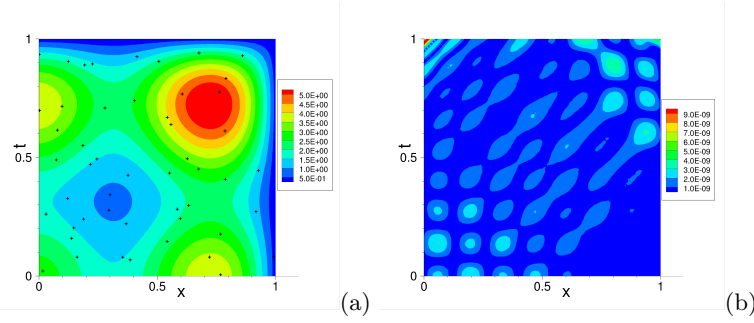 1
t
0.5
0
0
0.5
x
1
5.0E+00
4.5E+00
4.0E+00
3.5E+00
3.0E+00
2.5E+00
2.0E+00
1.5E+00
1.0E+00
5.0E-01
(a)
1
t
0.5
0
0
0.5
x
1
9.0E-09
8.0E-09
7.0E-09
6.0E-09
5.0E-09
4.0E-09
3.0E-09
2.0E-09
1.0E-09
(b)